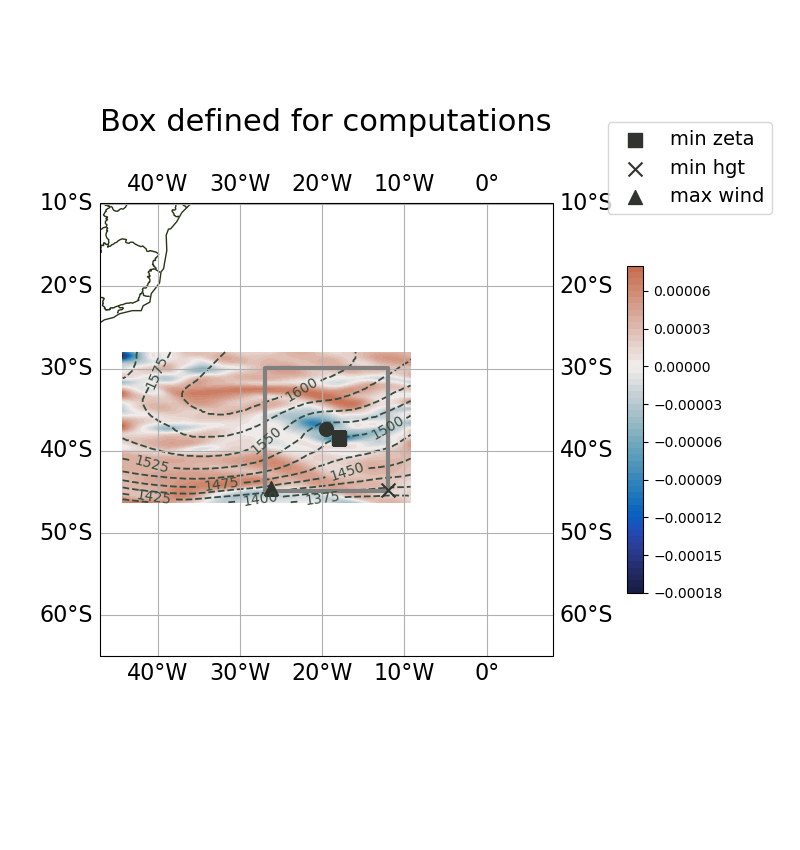 Box defined for computations
min zeta
min hgt
max wind
40°W 30°W 20°W 10°W 0°
10°S 10°S
20°S 20°S
30°S 30°S
40°S 40°S
50°S 50°S
60°S 60°S
40°W 30°W 20°W 10°W 0°
1575
1600
1550
1500
1525
1475
1450
1425
1400
1375
0.00006
0.00003
0.00000
−0.00003
−0.00006
−0.00009
−0.00012
−0.00015
−0.00018